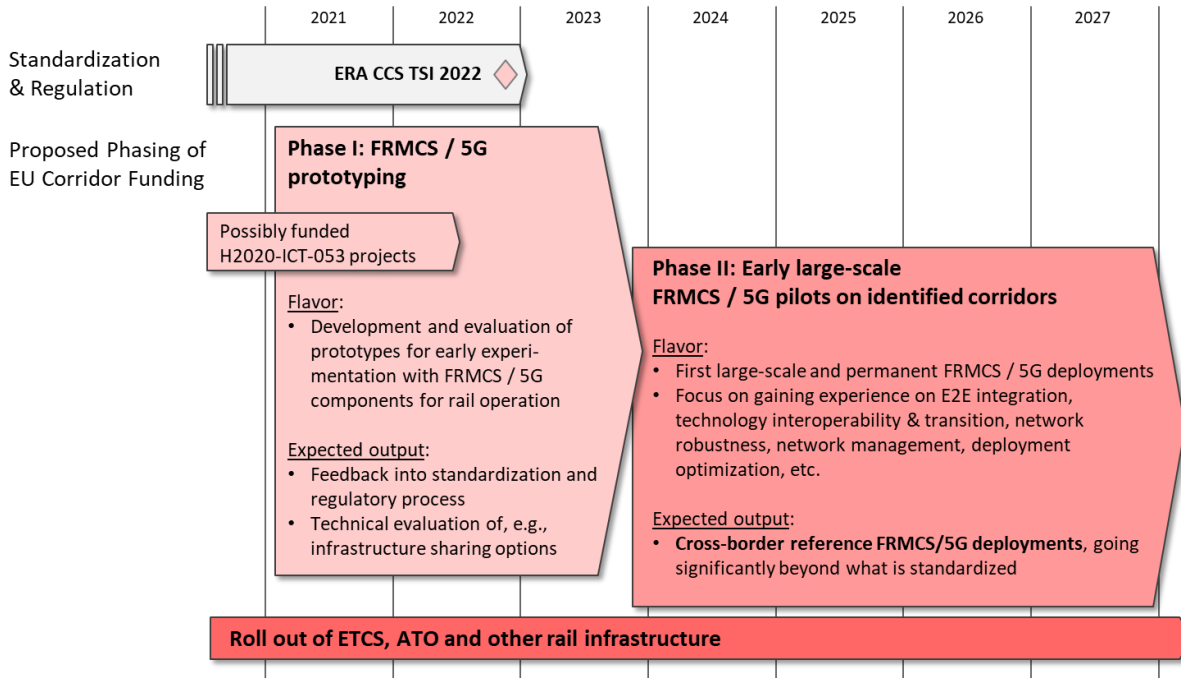 2021 2022 2023 2024 2025 2026 2027
Standardization
& Regulation
ERA CCS TSI 2022
Proposed Phasing of
EU Corridor Funding
Phase I: FRMCS / 5G
prototyping
Possibly funded
H2020-ICT-053 projects
Flavor:
• Development and evaluation of
prototypes for early experi-
mentation with FRMCS / 5G
components for rail operation
Expected output:
• Feedback into standardization and
regulatory process
• Technical evaluation of, e.g.,
infrastructure sharing options
Phase II: Early large-scale
FRMCS / 5G pilots on identified corridors
Flavor:
• First large-scale and permanent FRMCS / 5G deployments
• Focus on gaining experience on E2E integration,
technology interoperability & transition, network
robustness, network management, deployment
optimization, etc.
Expected output:
• Cross-border reference FRMCS/5G deployments, going
significantly beyond what is standardized
Roll out of ETCS, ATO and other rail infrastructure